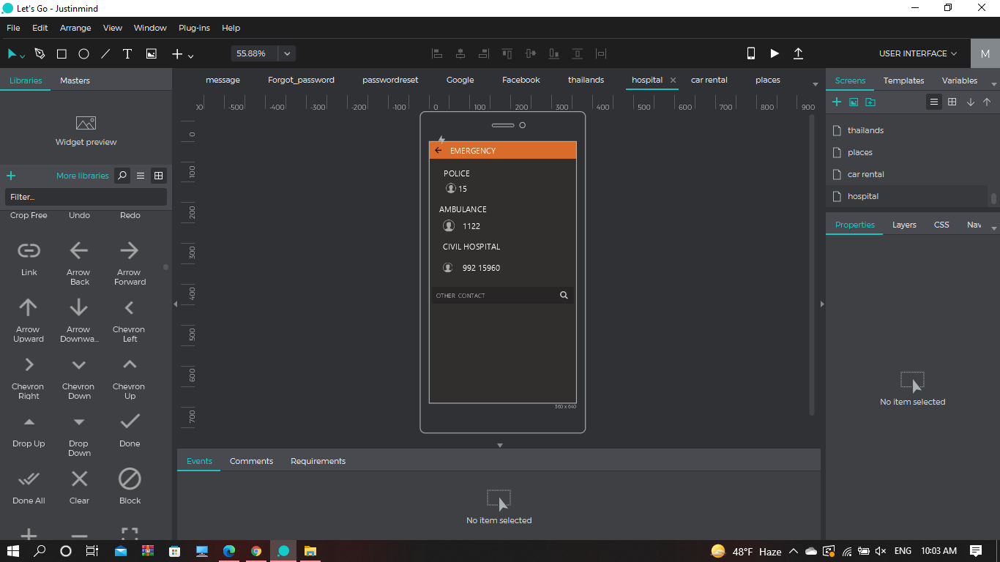 Let's Go - Justinmind
File Edit Arrange View Window Plug-ins Help
55.88%
USER INTERFACE
M
Libraries Masters
Widget preview
More libraries
Filter...
Crop Free Undo Redo
Link Arrow Back Arrow Forward
Arrow Upward Arrow Downwa... Chevron Left
Chevron Right Chevron Down Chevron Up
Drop Up Drop Down Done
Done All Clear Block
message Forgot_password passwordreset Google Facebook thailands hospital car rental places
00 -500 -400 -300 -200 -100 0 100 200 300 400 500 600 700 800 900
0
100
200
300
400
500
600
700
EMERGENCY
POLICE
15
AMBULANCE
1122
CIVIL HOSPITAL
992 15960
OTHER CONTACT
360 x 640
Events Comments Requirements
No item selected
Screens Templates Variables
thailands
places
car rental
hospital
Properties Layers CSS Nav
No item selected
48°F Haze ENG 10:03 AM